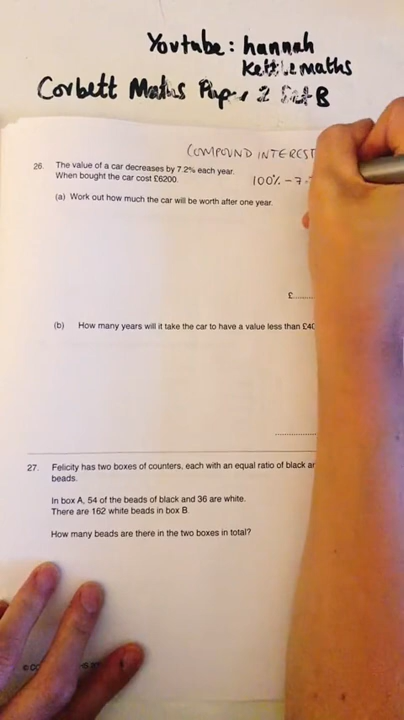 Youtube: hannah
kettlemaths
Corbett Maths Paper 2 Set B
COMPOUND INTEREST
26. The value of a car decreases by 7.2% each year.
When bought the car cost £6200.
100% - 7.
(a) Work out how much the car will be worth after one year.
£..........
(b) How many years will it take the car to have a value less than £40
..............
27. Felicity has two boxes of counters, each with an equal ratio of black an
beads.
In box A, 54 of the beads of black and 36 are white.
There are 162 white beads in box B.
How many beads are there in the two boxes in total?